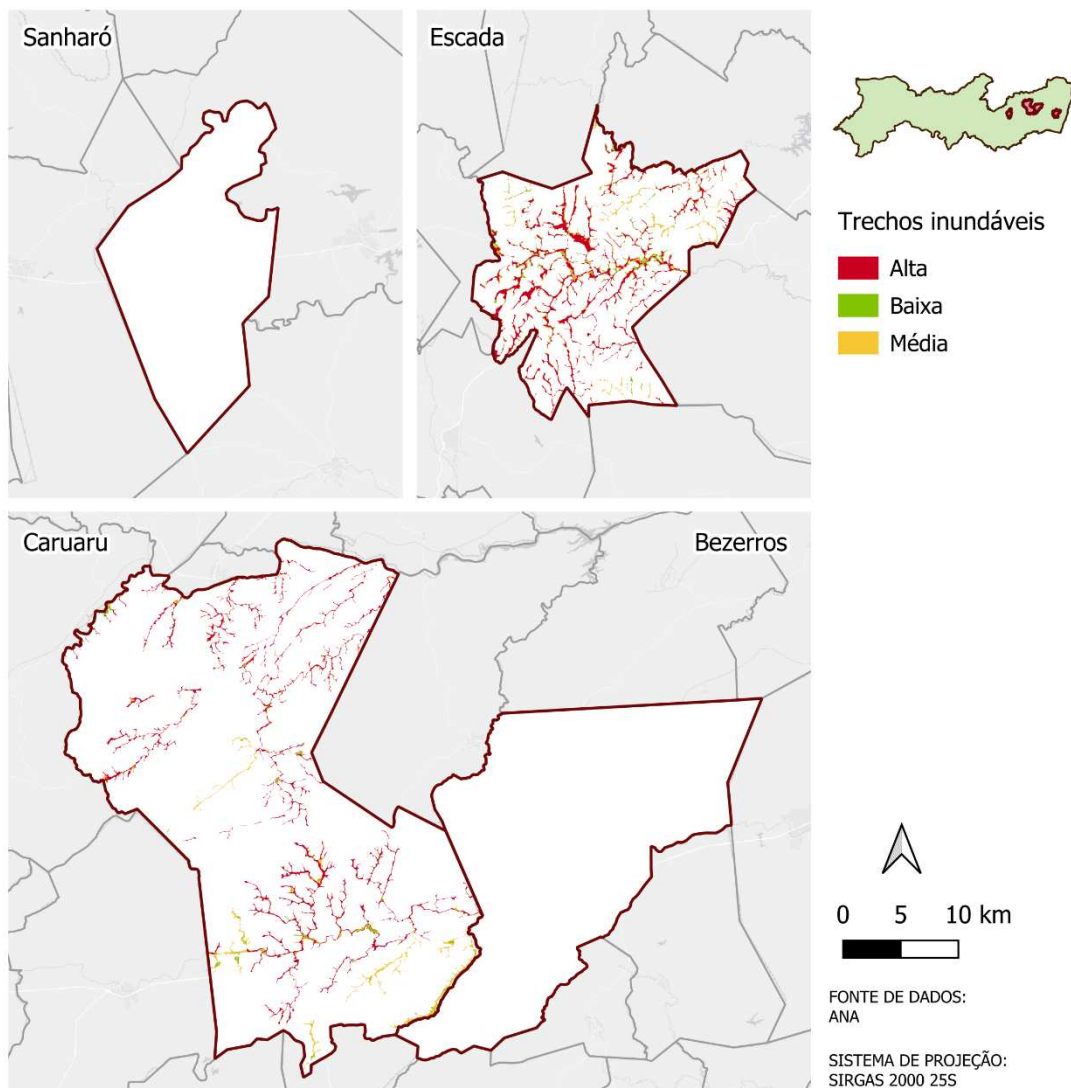 Sanharó
Escada
Trechos inundáveis
Alta
Baixa
Média
Caruaru
Bezerros
0 5 10 km
FONTE DE DADOS:
ANA
SISTEMA DE PROJEÇÃO:
SIRGAS 2000 25S